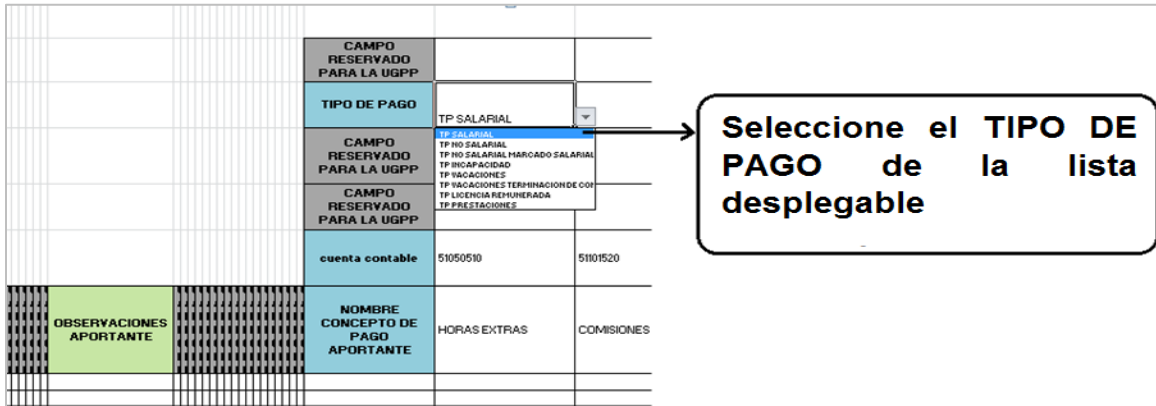 CAMPO
RESERVADO
PARA LA UGPP
TIPO DE PAGO
TP SALARIAL
TP SALARIAL
TP NO SALARIAL
TP NO SALARIAL MARCADO SALARIAL
TP INCAPACIDAD
TP VACACIONES
TP VACACIONES TERMINACION DE CON
TP LICENCIA REMUNERADA
TP PRESTACIONES
CAMPO
RESERVADO
PARA LA UGPP
CAMPO
RESERVADO
PARA LA UGPP
cuenta contable
51050510
51101520
OBSERVACIONES
APORTANTE
NOMBRE
CONCEPTO DE
PAGO
APORTANTE
HORAS EXTRAS
COMISIONES
Seleccione el TIPO DE
PAGO de la lista
desplegable